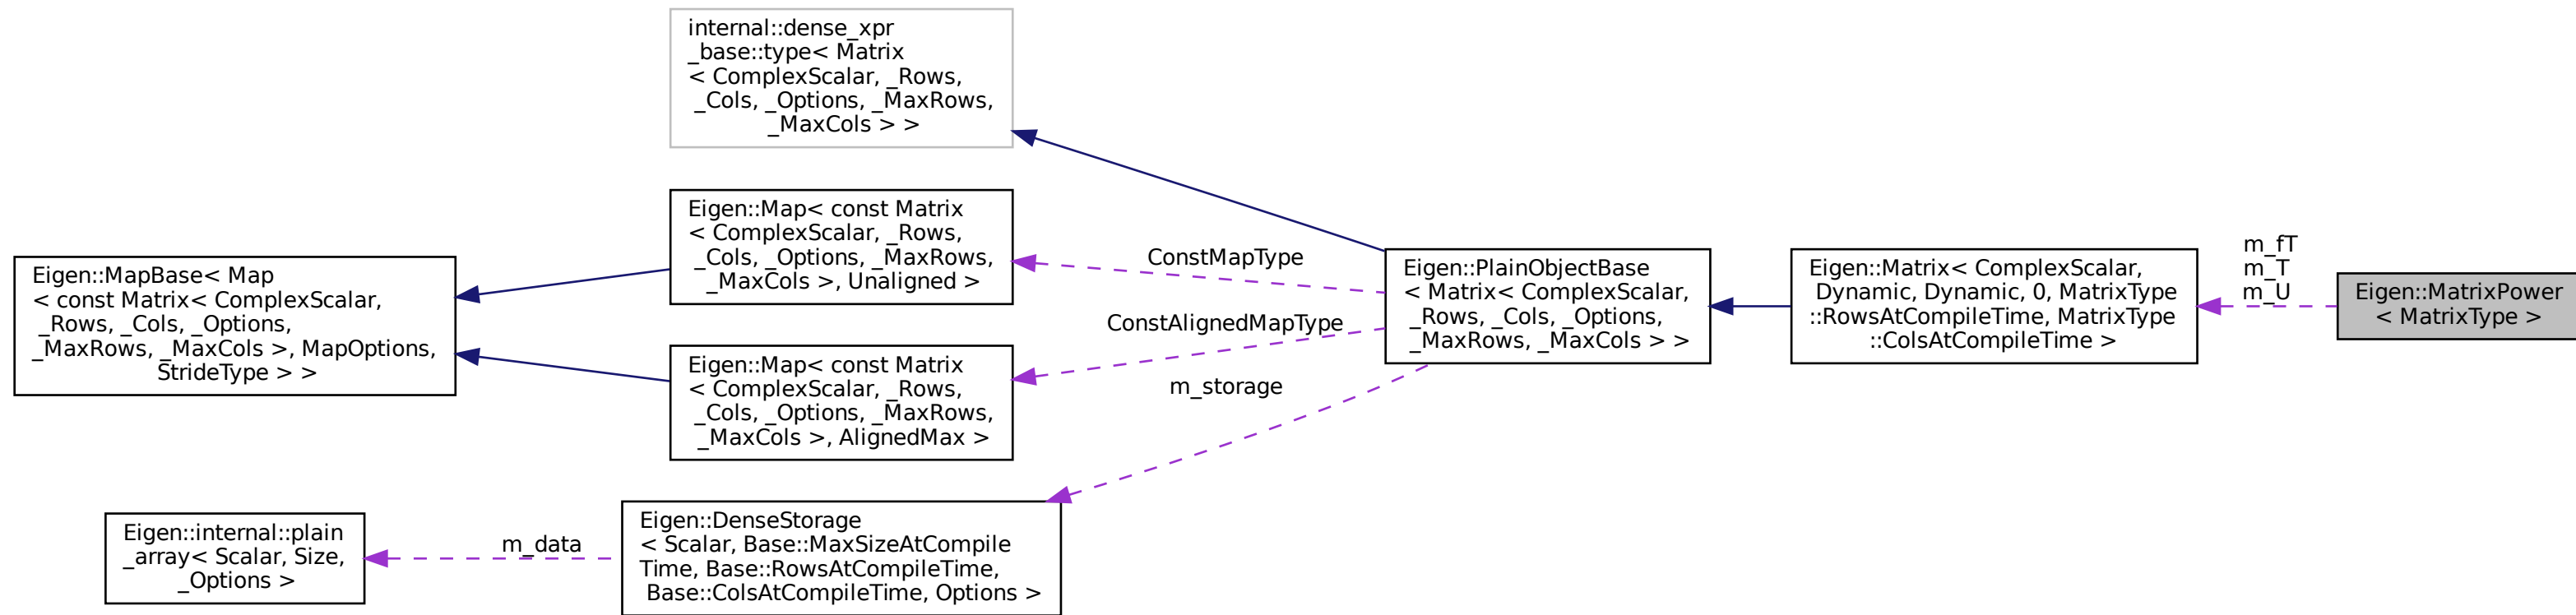 internal::dense_xpr
_base::type< Matrix
< ComplexScalar, _Rows,
_Cols, _Options, _MaxRows,
_MaxCols > >
Eigen::Map< const Matrix
< ComplexScalar, _Rows,
_Cols, _Options, _MaxRows,
_MaxCols >, Unaligned >
Eigen::MapBase< Map
< const Matrix< ComplexScalar,
_Rows, _Cols, _Options,
_MaxRows, _MaxCols >, MapOptions,
StrideType > >
Eigen::Map< const Matrix
< ComplexScalar, _Rows,
_Cols, _Options, _MaxRows,
_MaxCols >, AlignedMax >
ConstMapType
ConstAlignedMapType
m_storage
Eigen::PlainObjectBase
< Matrix< ComplexScalar,
_Rows, _Cols, _Options,
_MaxRows, _MaxCols > >
Eigen::Matrix< ComplexScalar,
Dynamic, Dynamic, 0, MatrixType
::RowsAtCompileTime, MatrixType
::ColsAtCompileTime >
m_fT
m_T
m_U
Eigen::MatrixPower
< MatrixType >
Eigen::internal::plain
_array< Scalar, Size,
_Options >
m_data
Eigen::DenseStorage
< Scalar, Base::MaxSizeAtCompile
Time, Base::RowsAtCompileTime,
Base::ColsAtCompileTime, Options >